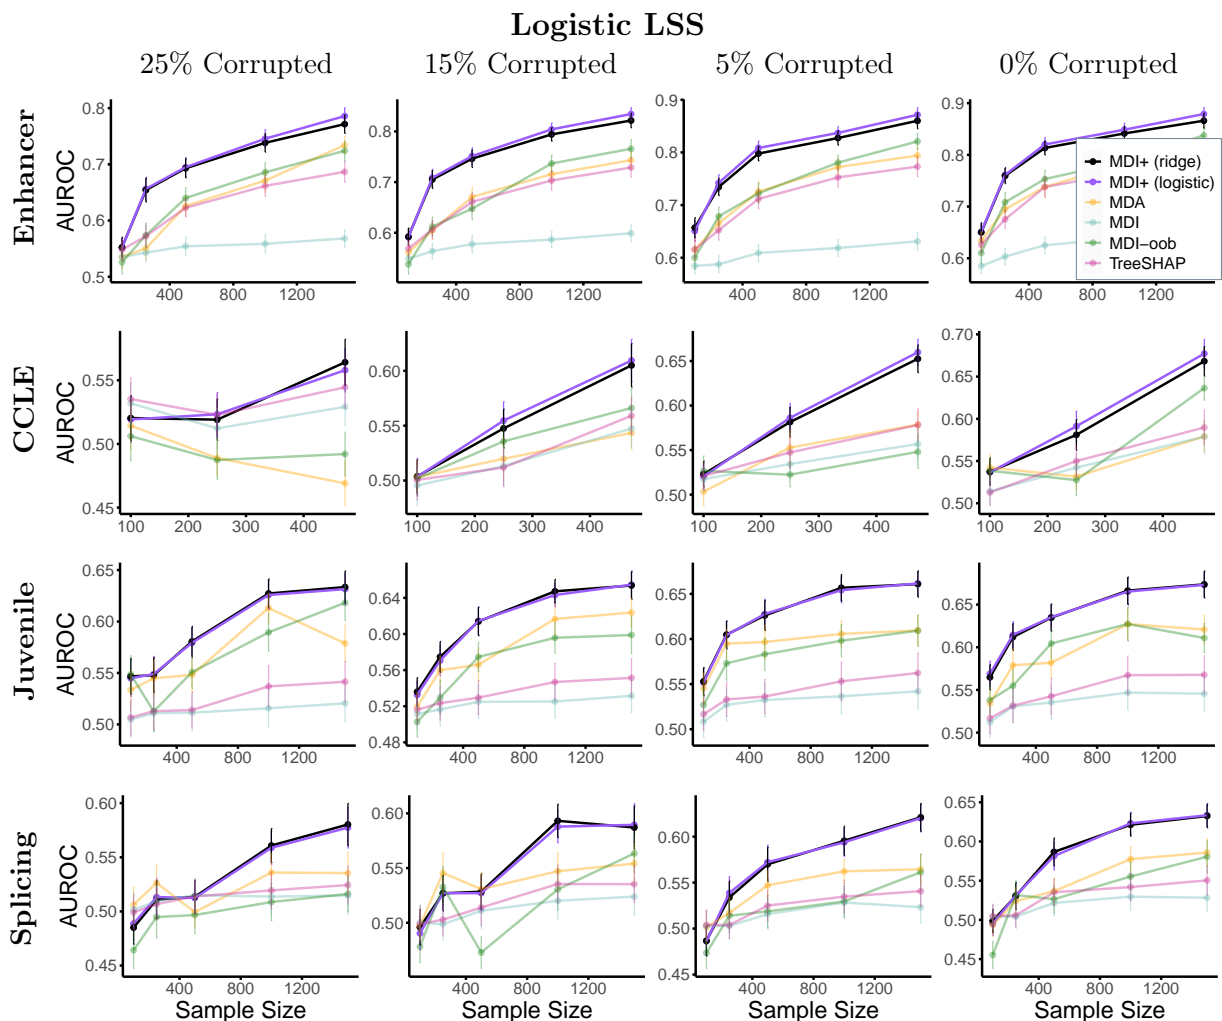 Logistic LSS
25% Corrupted 15% Corrupted 5% Corrupted 0% Corrupted
Enhancer
AUROC
0.8
0.7
0.6
0.5
400 800 1200
0.8
0.7
0.6
400 800 1200
0.9
0.8
0.7
0.6
400 800 1200
0.9
0.8
0.7
0.6
400 800 1200
MDI+ (ridge)
MDI+ (logistic)
MDA
MDI
MDI−oob
TreeSHAP
CCLE
AUROC
0.55
0.50
0.45
100 200 300 400
0.60
0.55
0.50
100 200 300 400
0.65
0.60
0.55
0.50
100 200 300 400
0.70
0.65
0.60
0.55
0.50
100 200 300 400
Juvenile
AUROC
0.65
0.60
0.55
0.50
400 800 1200
0.64
0.60
0.56
0.52
0.48
400 800 1200
0.65
0.60
0.55
0.50
400 800 1200
0.65
0.60
0.55
0.50
400 800 1200
Splicing
AUROC
0.60
0.55
0.50
0.45
400 800 1200
Sample Size
0.60
0.55
0.50
400 800 1200
Sample Size
0.60
0.55
0.50
0.45
400 800 1200
Sample Size
0.65
0.60
0.55
0.50
0.45
400 800 1200
Sample Size